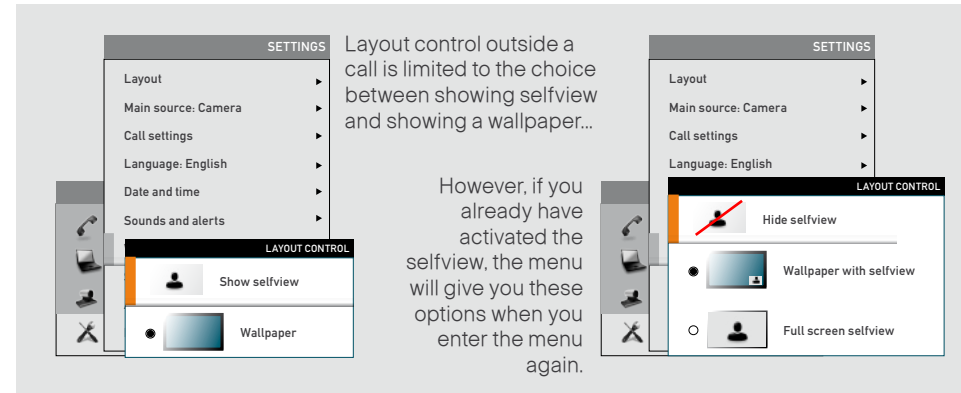 SETTINGS
Layout
Main source: Camera
Call settings
Language: English
Date and time
Sounds and alerts
LAYOUT CONTROL
Show selfview
Wallpaper
Layout control outside a
call is limited to the choice
between showing selfview
and showing a wallpaper...
However, if you
already have
activated the
selfview, the menu
will give you these
options when you
enter the menu
again.
SETTINGS
Layout
Main source: Camera
Call settings
Language: English
LAYOUT CONTROL
Hide selfview
Wallpaper with selfview
Full screen selfview